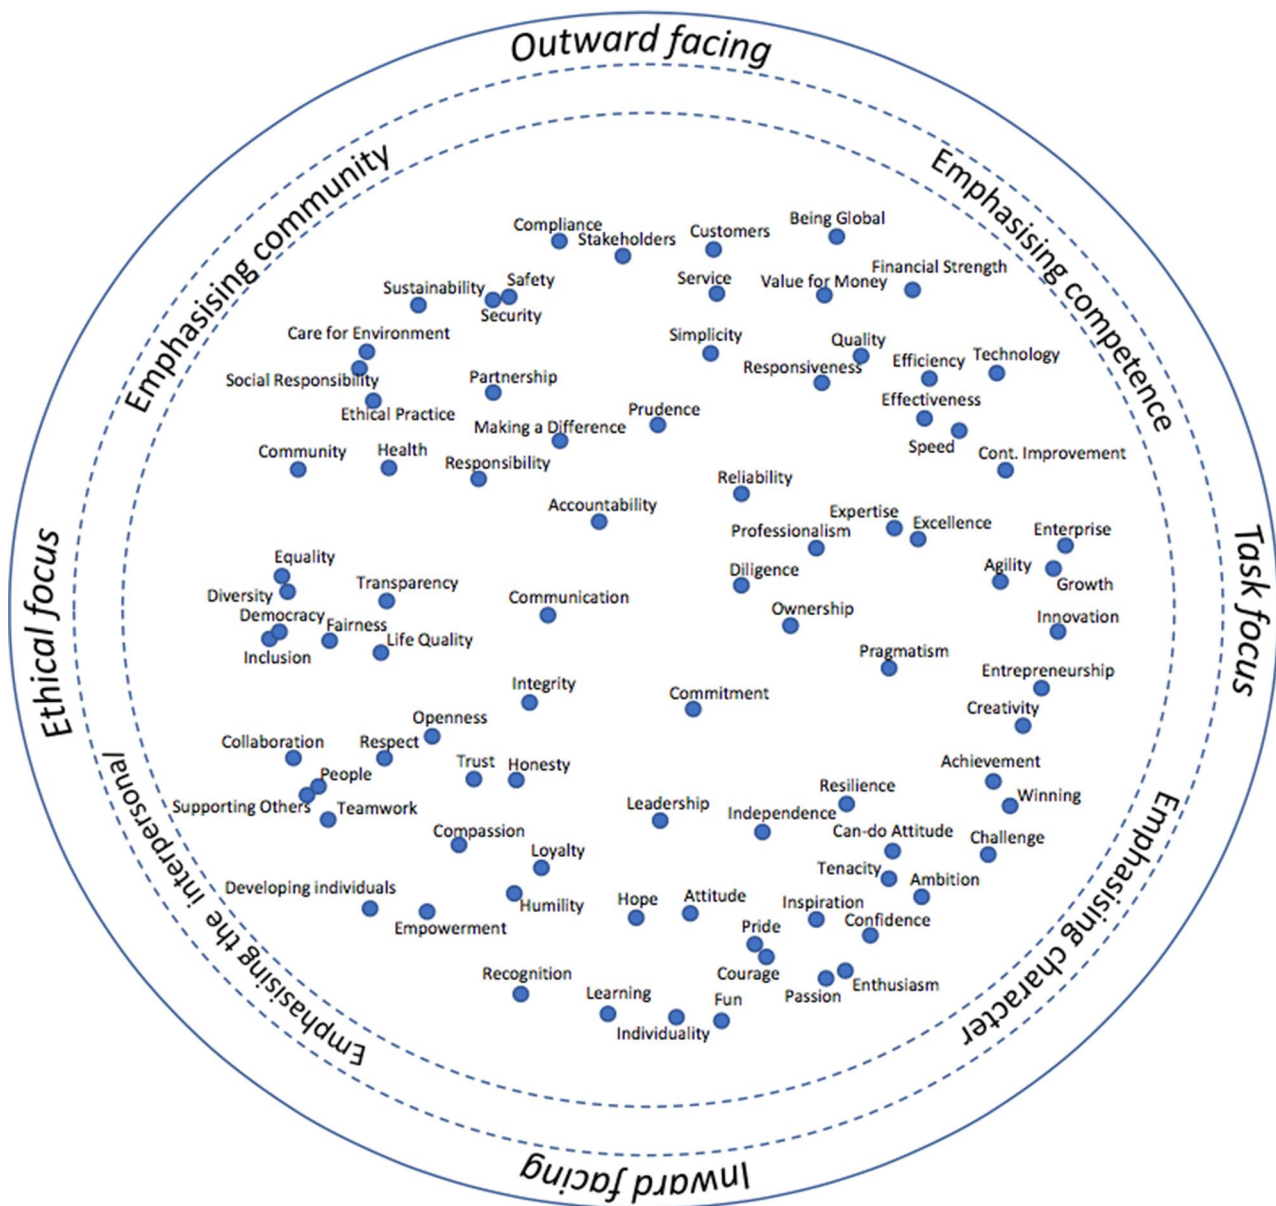 Outward facing
Emphasising community
Emphasising competence
Ethical focus
Task focus
Emphasising the interpersonal
Emphasising character
Inward facing
Being Global
Compliance
Customers
Stakeholders
Financial Strength
Safety
Service
Value for Money
Sustainability
Security
Care for Environment
Simplicity
Quality
Technology
Efficiency
Responsiveness
Partnership
Social Responsibility
Effectiveness
Prudence
Ethical Practice
Making a Difference
Speed
Community
Health
Cont. Improvement
Responsibility
Reliability
Accountability
Expertise
Excellence
Enterprise
Professionalism
Equality
Agility
Diligence
Transparency
Growth
Diversity
Communication
Ownership
Democracy
Innovation
Fairness
Life Quality
Pragmatism
Inclusion
Entrepreneurship
Integrity
Commitment
Creativity
Openness
Collaboration
Respect
Trust
Honesty
Achievement
People
Resilience
Winning
Leadership
Supporting Others
Teamwork
Independence
Compassion
Can-do Attitude
Challenge
Loyalty
Tenacity
Ambition
Developing individuals
Attitude
Hope
Inspiration
Humility
Confidence
Empowerment
Pride
Recognition
Courage
Enthusiasm
Learning
Passion
Fun
Individuality